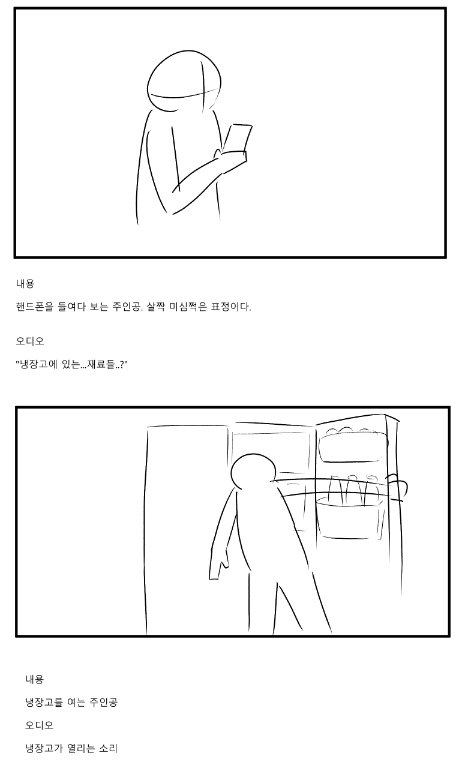 내용
핸드폰을 들여다 보는 주인공. 살짝 미심쩍은 표정이다.
오디오
"냉장고에 있는...재료들..?"
내용
냉장고를 여는 주인공
오디오
냉장고가 열리는 소리